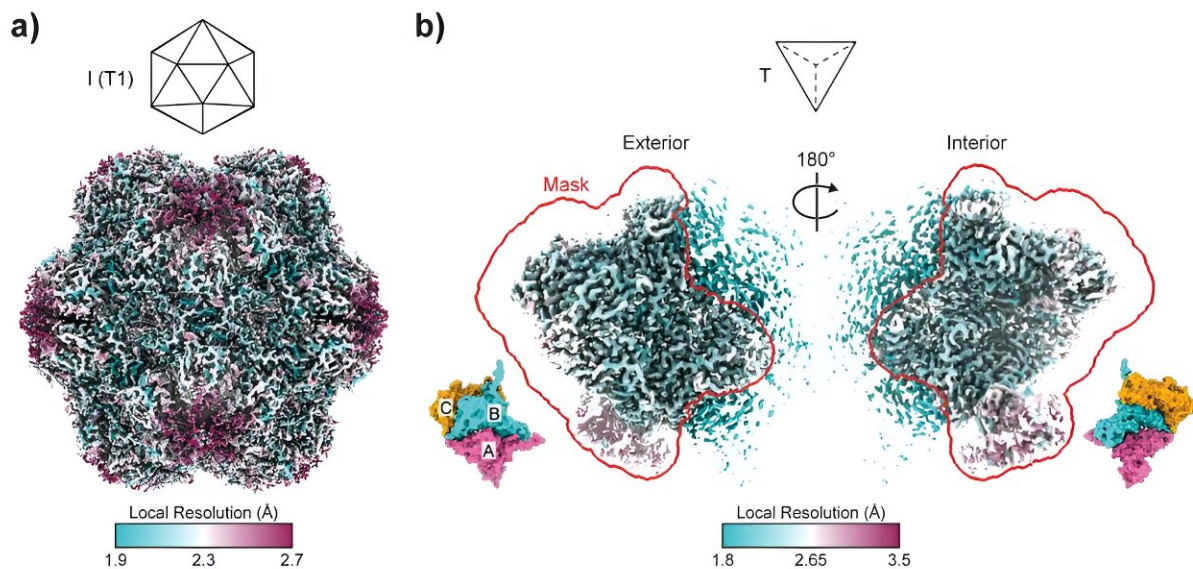 a)
I (T1)
Local Resolution (Å)
1.9 2.3 2.7
b)
T
Exterior
180°
Interior
Mask
C
B
A
Local Resolution (Å)
1.8 2.65 3.5